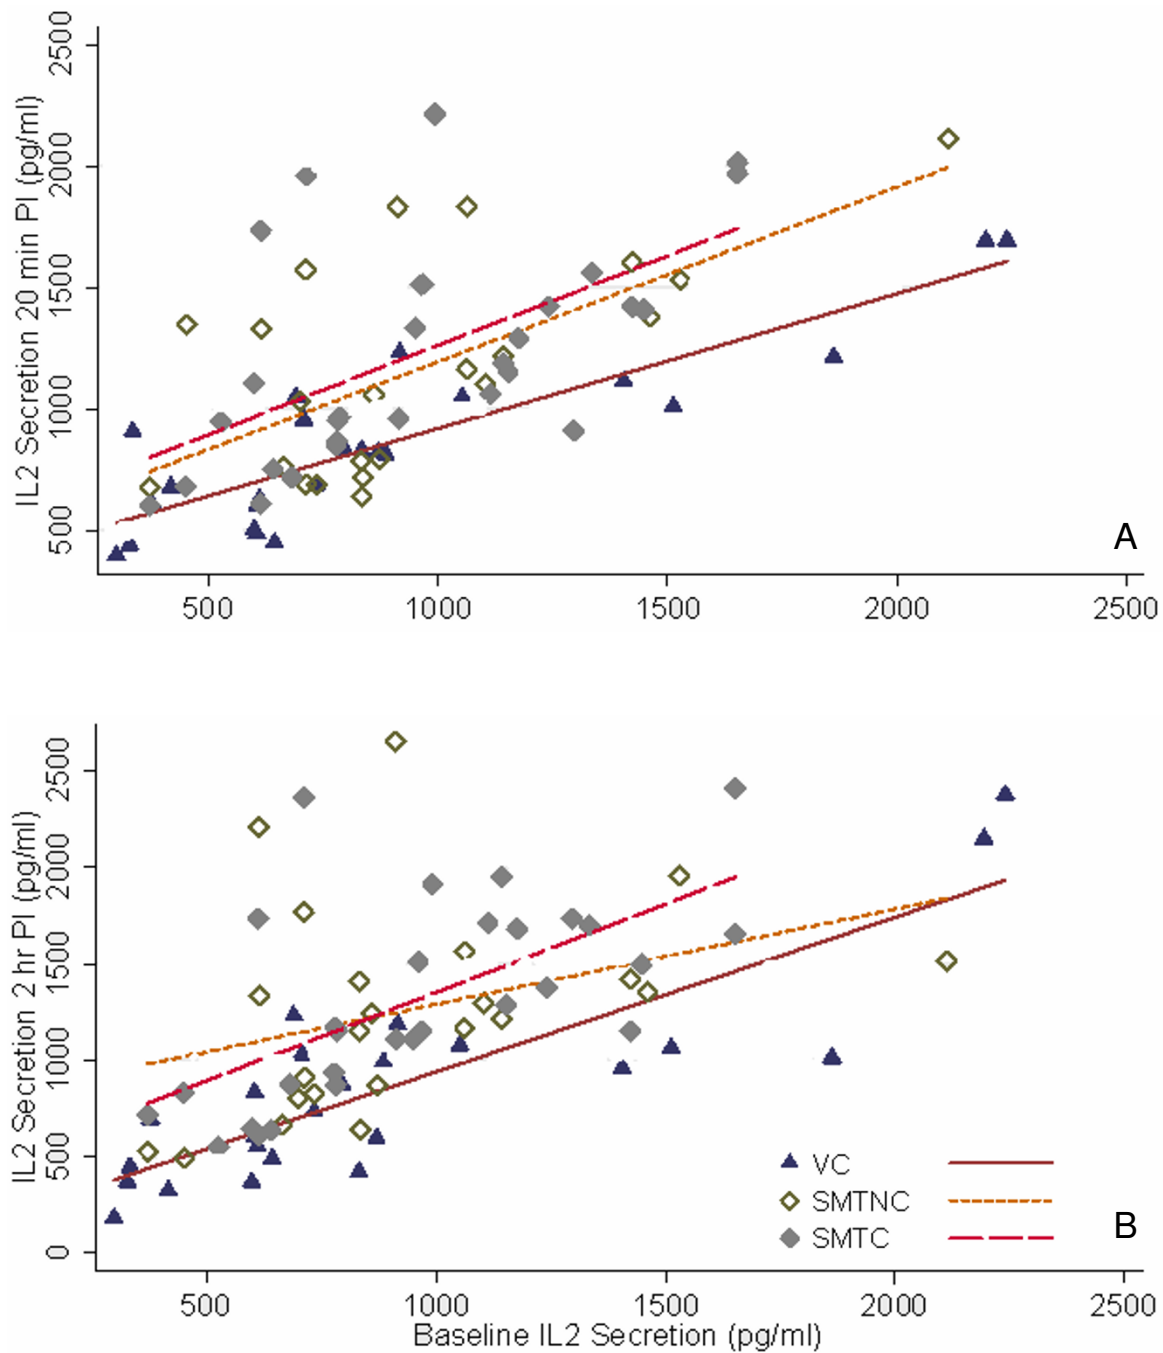 IL2 Secretion 20 min PI (pg/ml)
2500
2000
1500
1000
500
A
500 1000 1500 2000 2500
IL2 Secretion 2 hr PI (pg/ml)
2500
2000
1500
1000
500
0
VC
SMTNC
SMTC
B
500 1000 1500 2000 2500
Baseline IL2 Secretion (pg/ml)